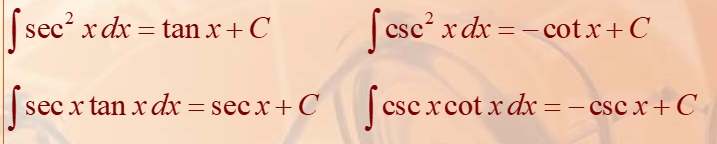 ∫ sec² x dx = tan x + C ∫ csc² x dx = − cot x + C
∫ sec x tan x dx = sec x + C ∫ csc x cot x dx = − csc x + C